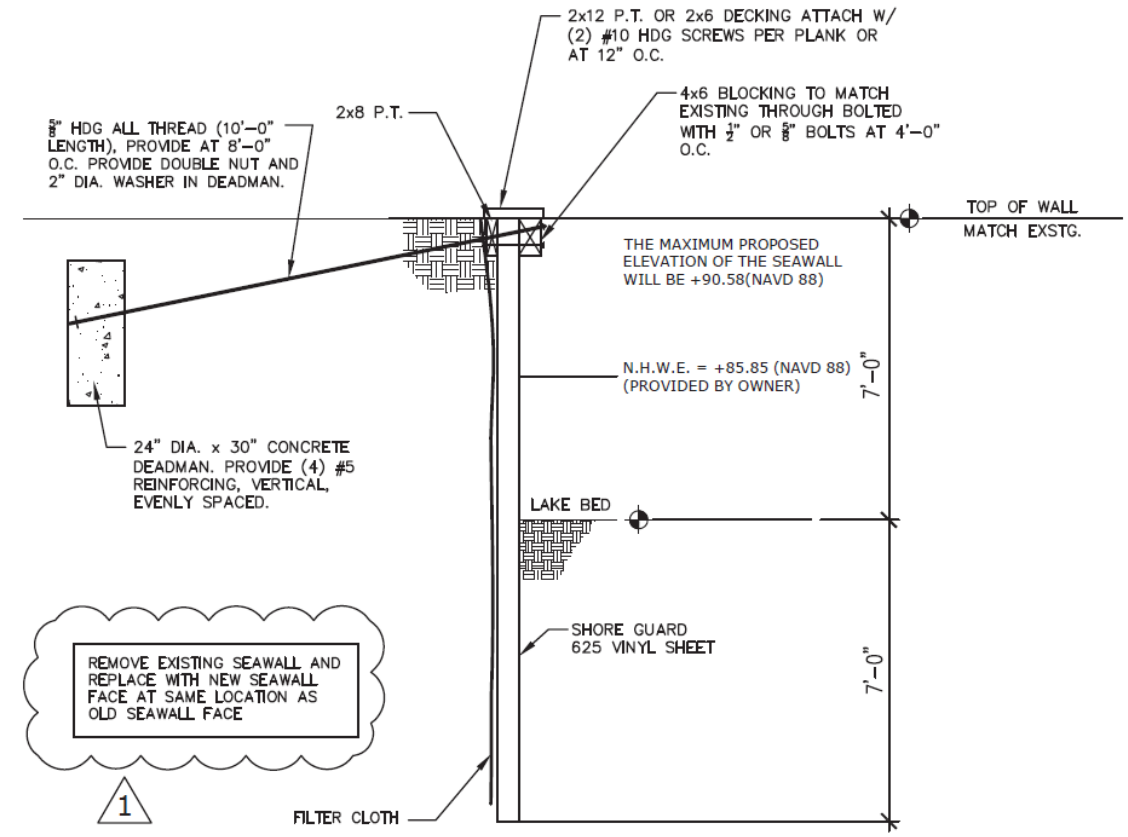 2x12 P.T. OR 2x6 DECKING ATTACH W/
(2) #10 HDG SCREWS PER PLANK OR
AT 12" O.C.
4x6 BLOCKING TO MATCH
EXISTING THROUGH BOLTED
WITH ½" OR ⅝" BOLTS AT 4'-0"
O.C.
2x8 P.T.
⅝" HDG ALL THREAD (10'-0"
LENGTH), PROVIDE AT 8'-0"
O.C. PROVIDE DOUBLE NUT AND
2" DIA. WASHER IN DEADMAN.
TOP OF WALL
MATCH EXSTG.
THE MAXIMUM PROPOSED
ELEVATION OF THE SEAWALL
WILL BE +90.58(NAVD 88)
N.H.W.E. = +85.85 (NAVD 88)
(PROVIDED BY OWNER)
7'-0"
24" DIA. x 30" CONCRETE
DEADMAN. PROVIDE (4) #5
REINFORCING, VERTICAL,
EVENLY SPACED.
LAKE BED
SHORE GUARD
625 VINYL SHEET
7'-0"
REMOVE EXISTING SEAWALL AND
REPLACE WITH NEW SEAWALL
FACE AT SAME LOCATION AS
OLD SEAWALL FACE
1
FILTER CLOTH